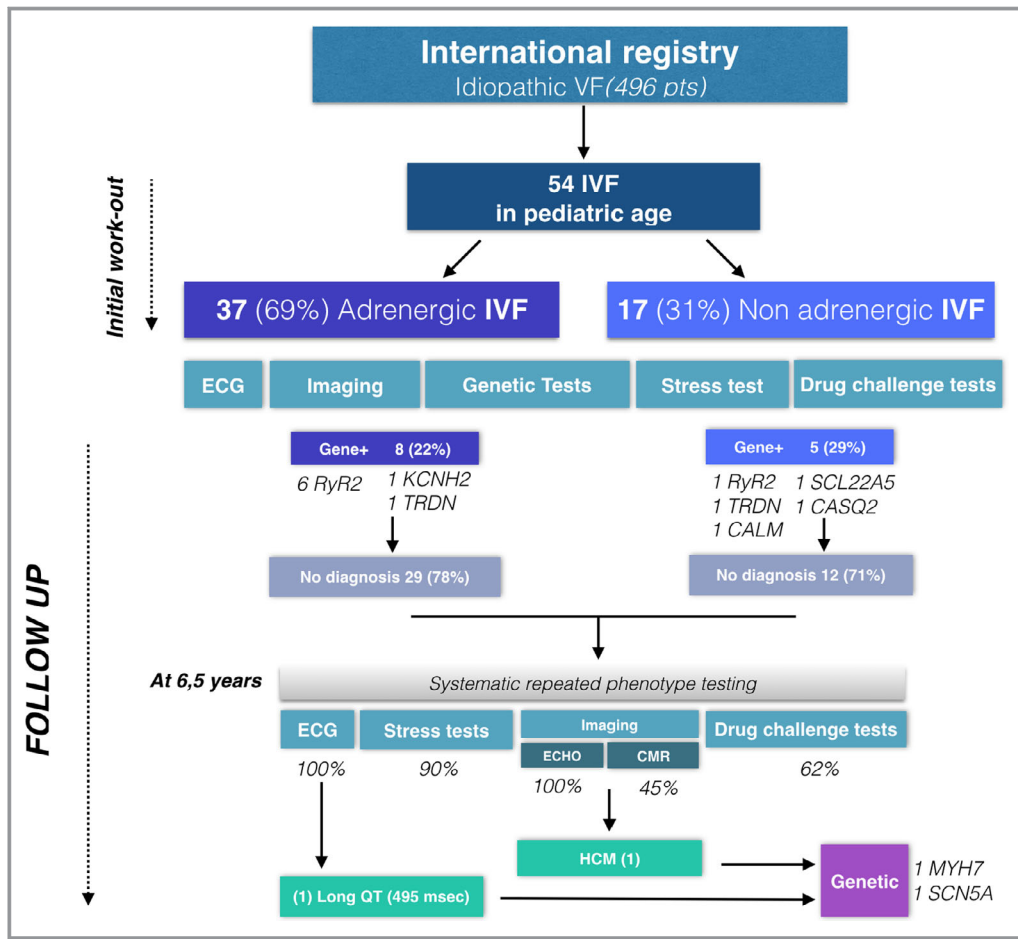 International registry
Idiopathic VF(496 pts)
Initial work-out
54 IVF
in pediatric age
37 (69%) Adrenergic IVF
17 (31%) Non adrenergic IVF
ECG
Imaging
Genetic Tests
Stress test
Drug challenge tests
FOLLOW UP
Gene+ 8 (22%)
6 RyR2
1 KCNH2
1 TRDN
Gene+ 5 (29%)
1 RyR2
1 TRDN
1 CALM
1 SCL22A5
1 CASQ2
No diagnosis 29 (78%)
No diagnosis 12 (71%)
At 6,5 years
Systematic repeated phenotype testing
ECG
100%
Stress tests
90%
Imaging
ECHO
CMR
100%
45%
Drug challenge tests
62%
HCM (1)
(1) Long QT (495 msec)
Genetic
1 MYH7
1 SCN5A